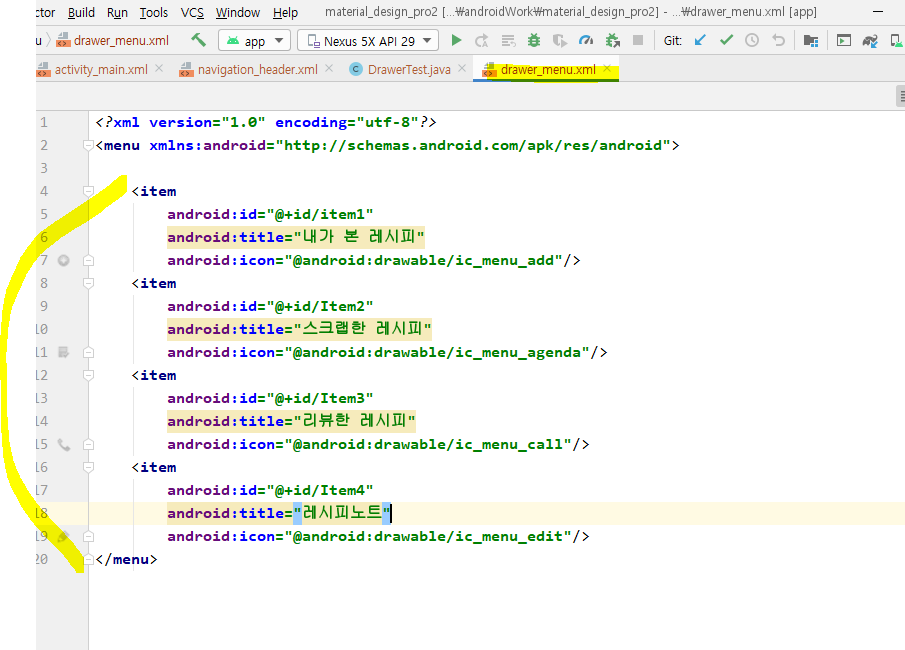 ctor Build Run Tools VCS Window Help material_design_pro2 [...₩androidWork₩material_design_pro2] - ...₩drawer_menu.xml [app]
u drawer_menu.xml app Nexus 5X API 29 Git:
activity_main.xml navigation_header.xml DrawerTest.java drawer_menu.xml
1 <?xml version="1.0" encoding="utf-8"?>
2 <menu xmlns:android="http://schemas.android.com/apk/res/android">
3
4 <item
5 android:id="@+id/item1"
6 android:title="내가 본 레시피"
7 android:icon="@android:drawable/ic_menu_add"/>
8 <item
9 android:id="@+id/Item2"
10 android:title="스크랩한 레시피"
11 android:icon="@android:drawable/ic_menu_agenda"/>
12 <item
13 android:id="@+id/Item3"
14 android:title="리뷰한 레시피"
15 android:icon="@android:drawable/ic_menu_call"/>
16 <item
17 android:id="@+id/Item4"
18 android:title="레시피노트"
19 android:icon="@android:drawable/ic_menu_edit"/>
20 </menu>